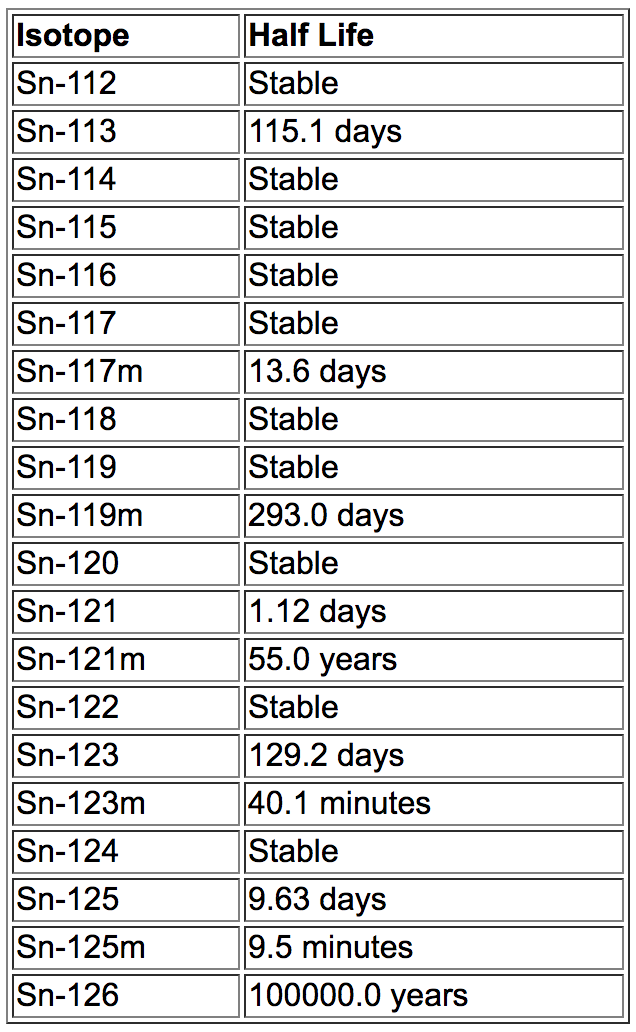 Isotope Half Life
Sn-112 Stable
Sn-113 115.1 days
Sn-114 Stable
Sn-115 Stable
Sn-116 Stable
Sn-117 Stable
Sn-117m 13.6 days
Sn-118 Stable
Sn-119 Stable
Sn-119m 293.0 days
Sn-120 Stable
Sn-121 1.12 days
Sn-121m 55.0 years
Sn-122 Stable
Sn-123 129.2 days
Sn-123m 40.1 minutes
Sn-124 Stable
Sn-125 9.63 days
Sn-125m 9.5 minutes
Sn-126 100000.0 years